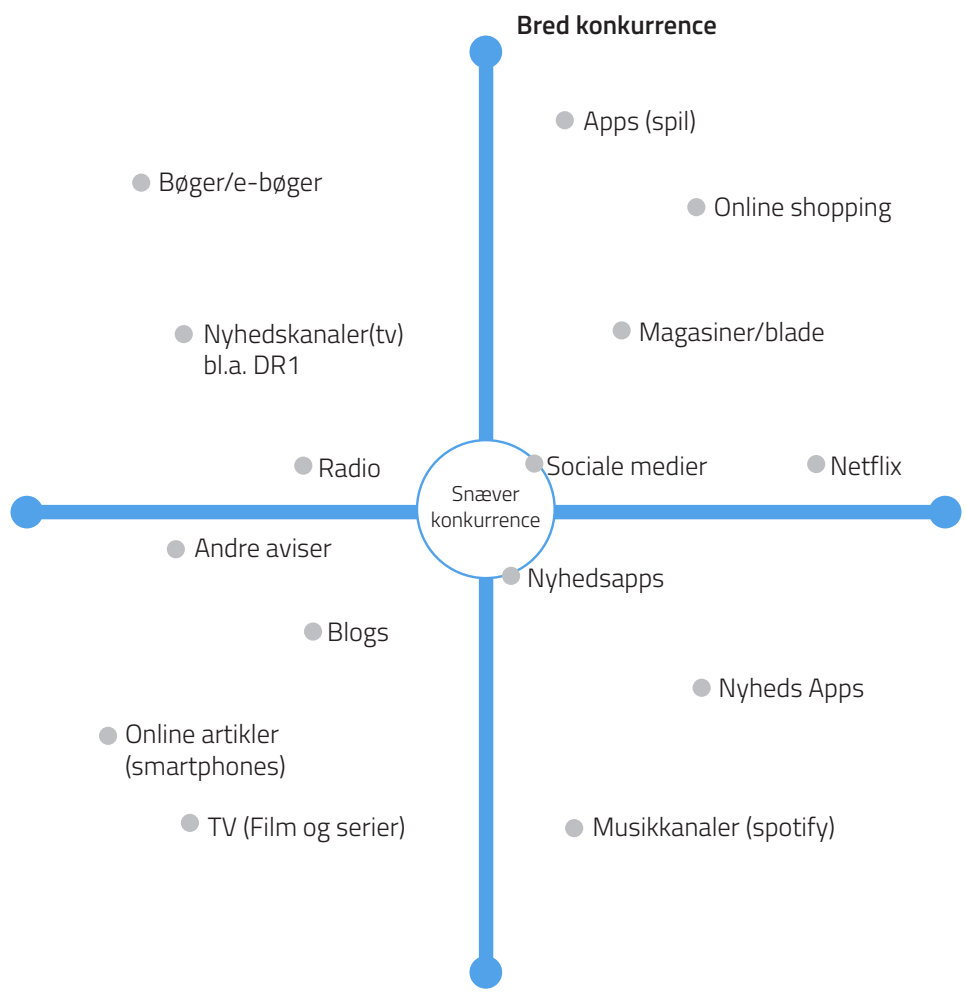 Bred konkurrence
Apps (spil)
Bøger/e-bøger
Online shopping
Nyhedskanaler(tv)
bl.a. DR1
Magasiner/blade
Radio
Sociale medier
Netflix
Snæver
konkurrence
Andre aviser
Nyhedsapps
Blogs
Nyheds Apps
Online artikler
(smartphones)
TV (Film og serier)
Musikkanaler (spotify)